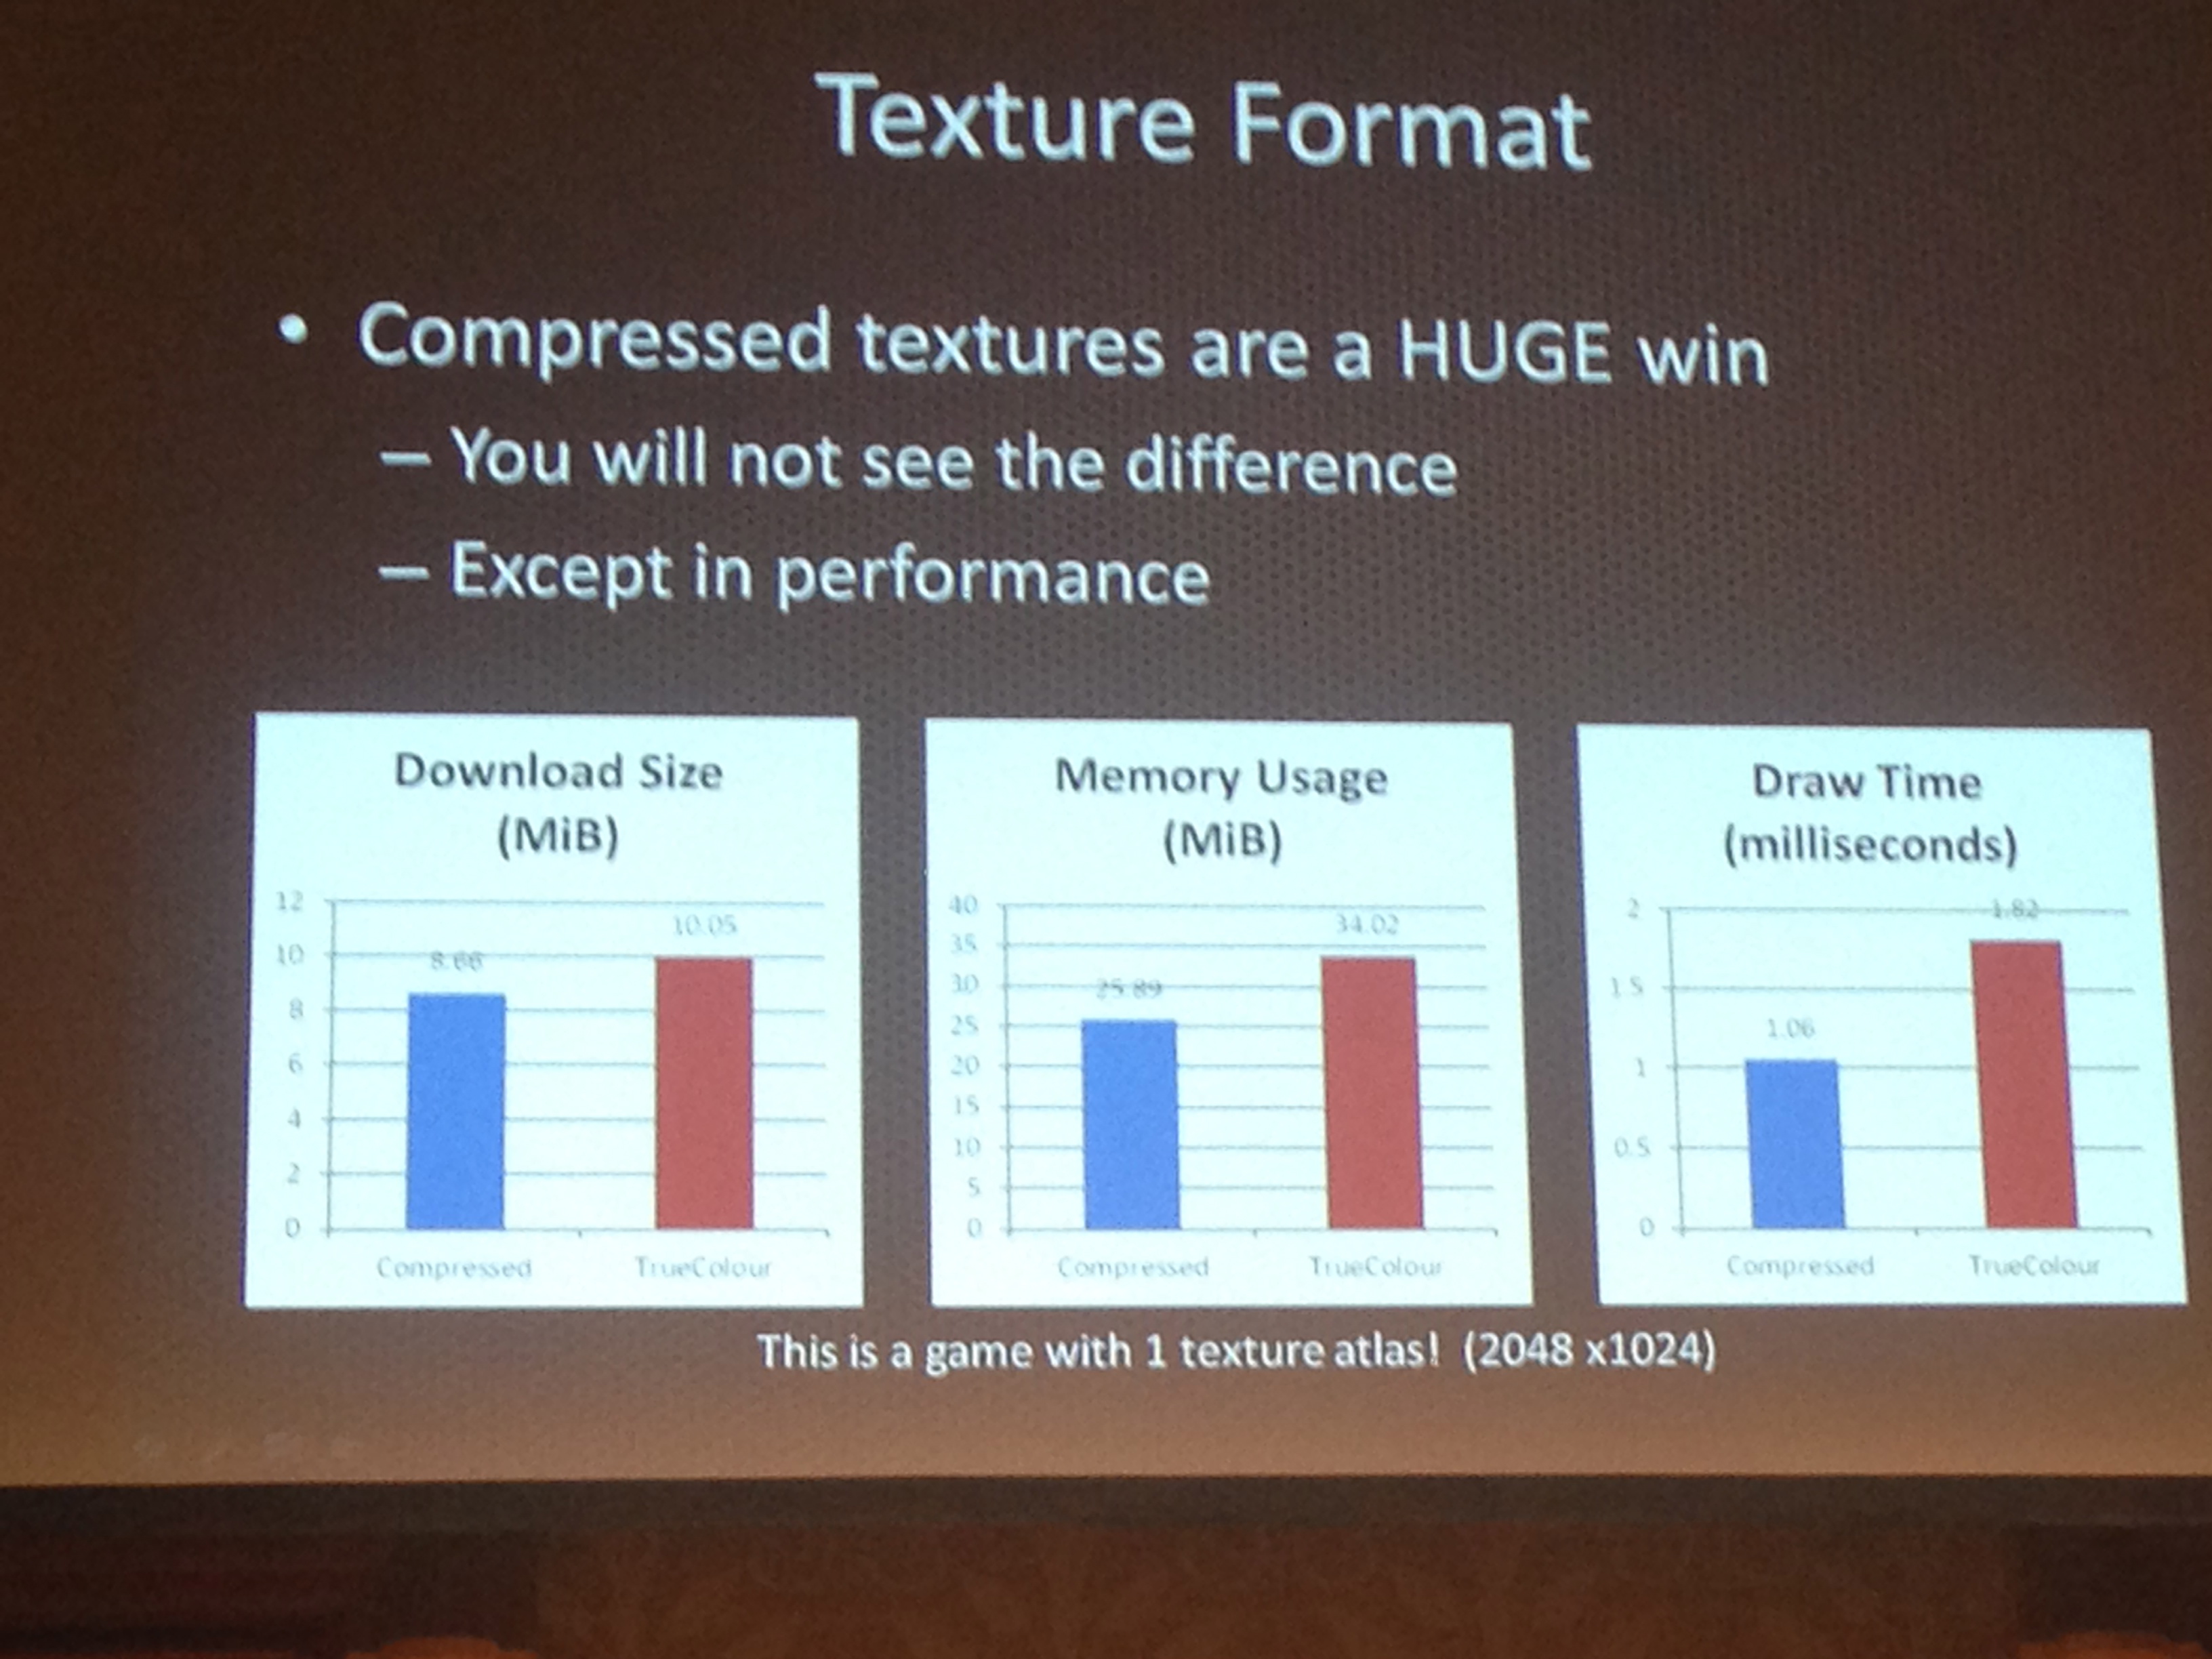 Texture Format
• Compressed textures are a HUGE win
– You will not see the difference
– Except in performance
Download Size
(MiB)
12
10
8
6
4
2
0
8.66
10.05
Compressed
TrueColour
Memory Usage
(MiB)
40
35
30
25
20
15
10
5
0
25.89
34.02
Compressed
TrueColour
Draw Time
(milliseconds)
2
1.5
1
0.5
0
1.06
1.82
Compressed
TrueColour
This is a game with 1 texture atlas! (2048 x1024)